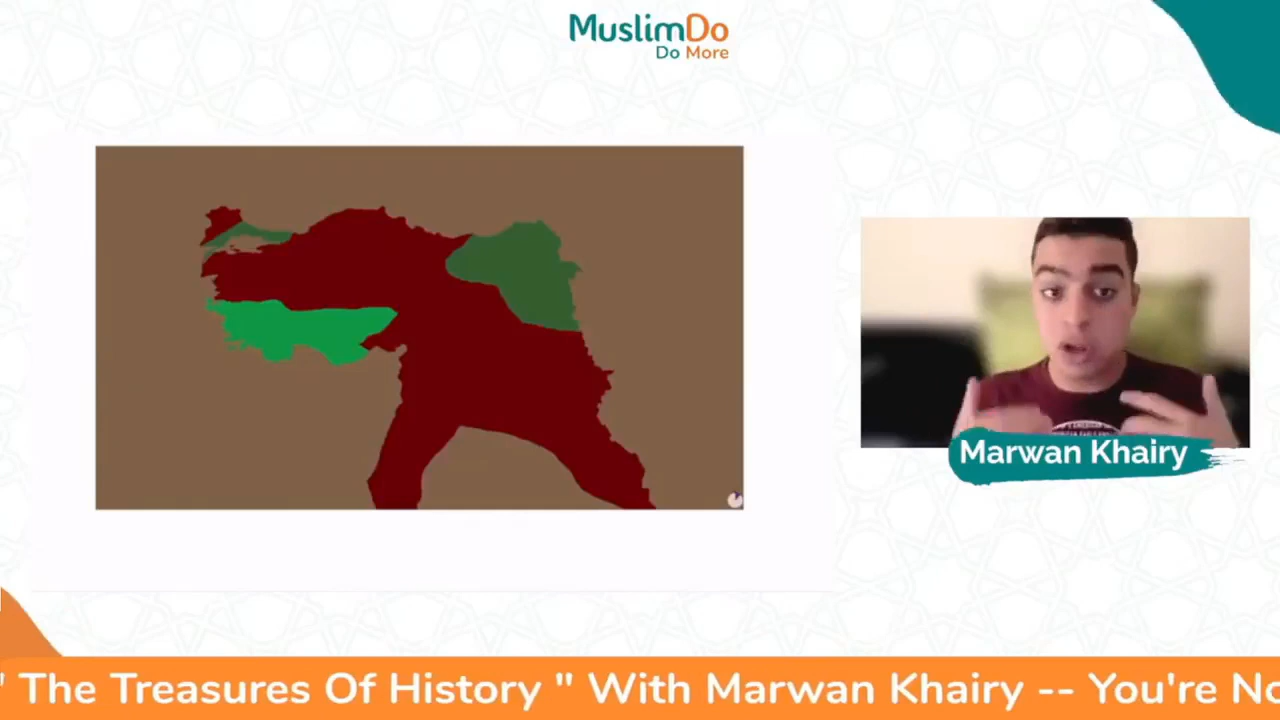 MuslimDo
Do More
Marwan Khairy
" The Treasures Of History " With Marwan Khairy -- You're No